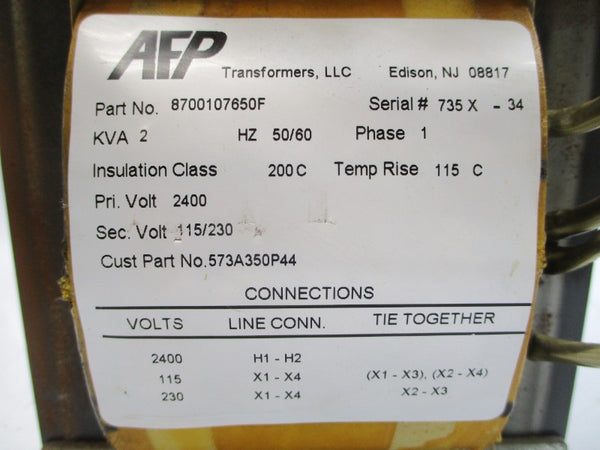 AFP Transformers, LLC Edison, NJ 08817
Part No. 8700107650F Serial # 735 X - 34
KVA 2 HZ 50/60 Phase 1
Insulation Class 200 C Temp Rise 115 C
Pri. Volt 2400
Sec. Volt 115/230
Cust Part No.573A350P44
CONNECTIONS
VOLTS LINE CONN. TIE TOGETHER
2400 H1 - H2
115 X1 - X4 (X1 - X3), (X2 - X4)
230 X1 - X4 X2 - X3